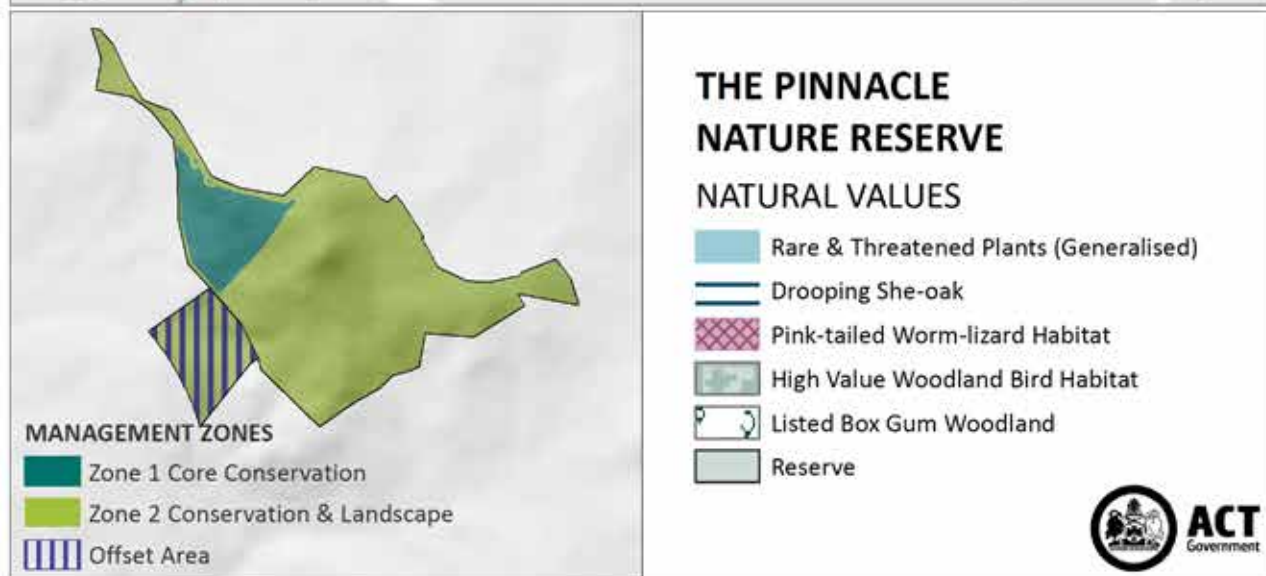 MANAGEMENT ZONES
Zone 1 Core Conservation
Zone 2 Conservation & Landscape
Offset Area
THE PINNACLE
NATURE RESERVE
NATURAL VALUES
Rare & Threatened Plants (Generalised)
Drooping She-oak
Pink-tailed Worm-lizard Habitat
High Value Woodland Bird Habitat
Listed Box Gum Woodland
Reserve
ACT
Government